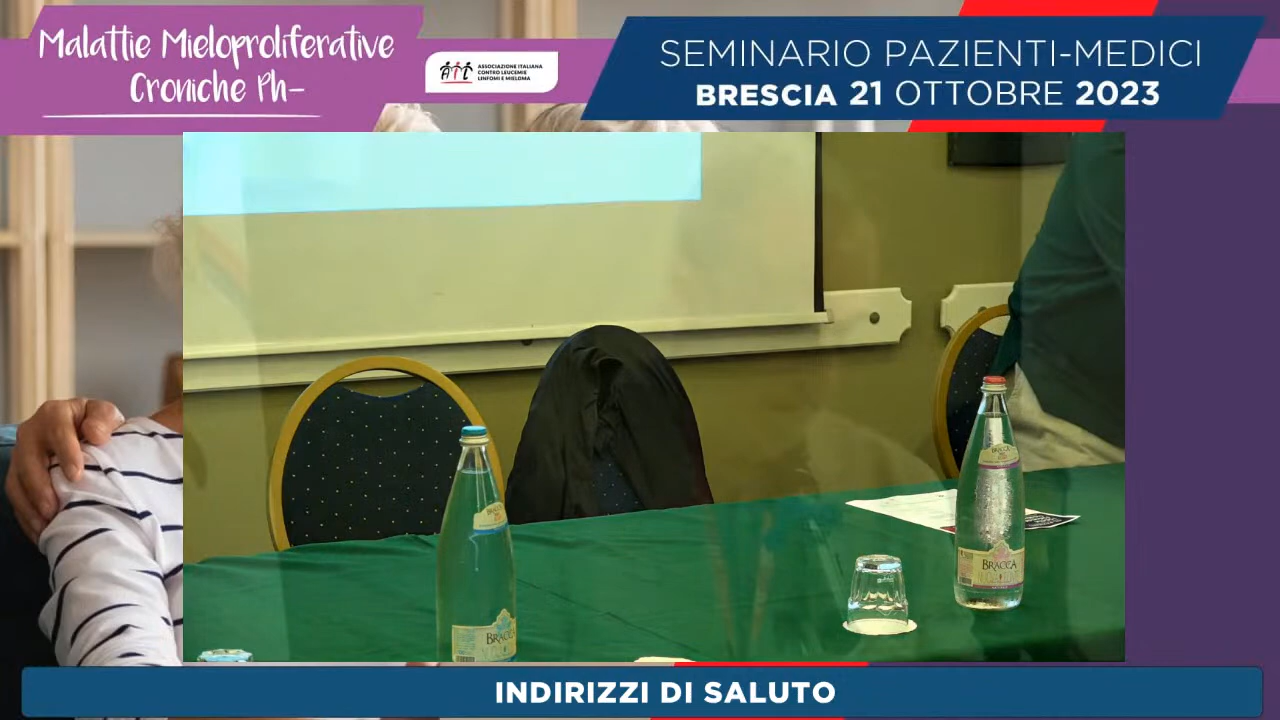 Malattie Mieloproliferative
Croniche Ph-
AIL
ASSOCIAZIONE ITALIANA
CONTRO LEUCEMIE
LINFOMI E MIELOMA
SEMINARIO PAZIENTI-MEDICI
BRESCIA 21 OTTOBRE 2023
BRACCA
BRACCA
INDIRIZZI DI SALUTO